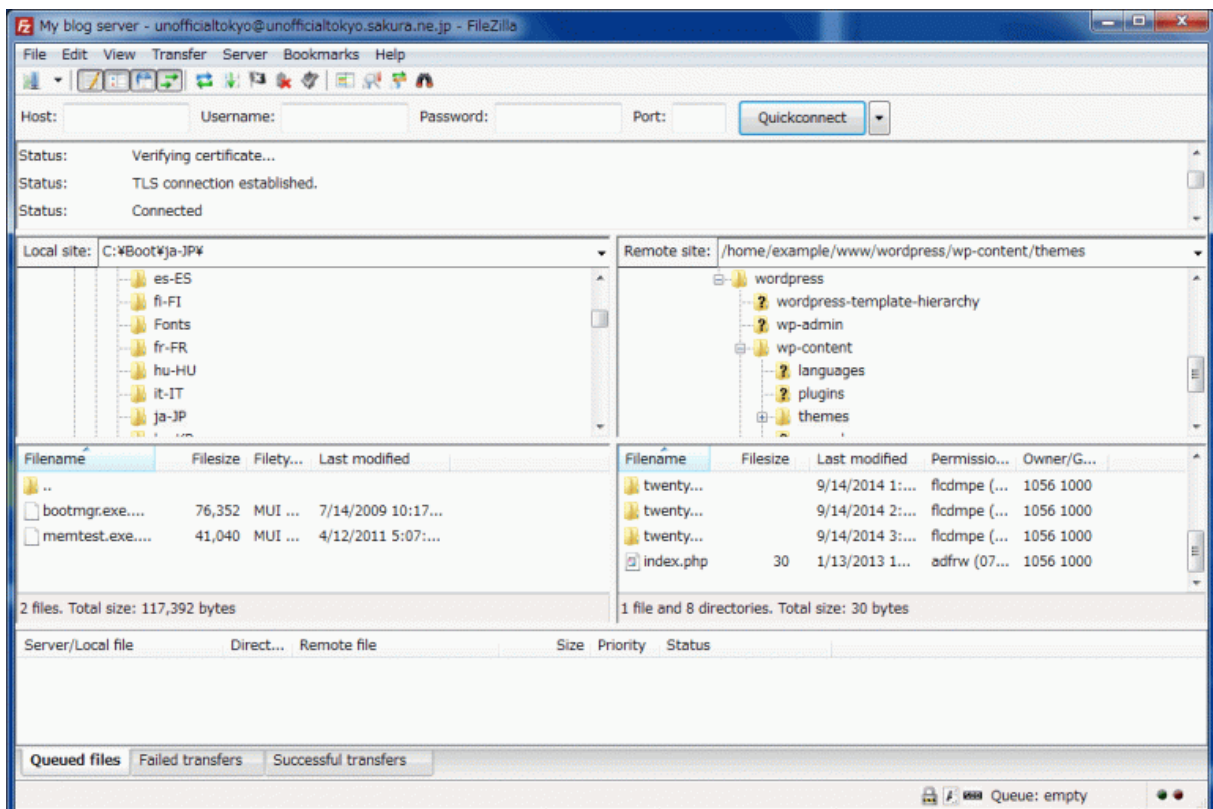 My blog server - unofficialtokyo@unofficialtokyo.sakura.ne.jp - FileZilla
File Edit View Transfer Server Bookmarks Help
Host: Username: Password: Port: Quickconnect
Status: Verifying certificate...
Status: TLS connection established.
Status: Connected
Local site: C:¥Boot¥ja-JP¥
es-ES
fi-FI
Fonts
fr-FR
hu-HU
it-IT
ja-JP
Remote site: /home/example/www/wordpress/wp-content/themes
wordpress
wordpress-template-hierarchy
wp-admin
wp-content
languages
plugins
themes
Filename Filesize Filety... Last modified
..
bootmgr.exe.... 76,352 MUI ... 7/14/2009 10:17...
memtest.exe.... 41,040 MUI ... 4/12/2011 5:07:...
2 files. Total size: 117,392 bytes
Filename Filesize Last modified Permissio... Owner/G...
twenty... 9/14/2014 1:... flcdmpe (... 1056 1000
twenty... 9/14/2014 2:... flcdmpe (... 1056 1000
twenty... 9/14/2014 3:... flcdmpe (... 1056 1000
index.php 30 1/13/2013 1... adfrw (07... 1056 1000
1 file and 8 directories. Total size: 30 bytes
Server/Local file Direct... Remote file Size Priority Status
Queued files Failed transfers Successful transfers
Queue: empty